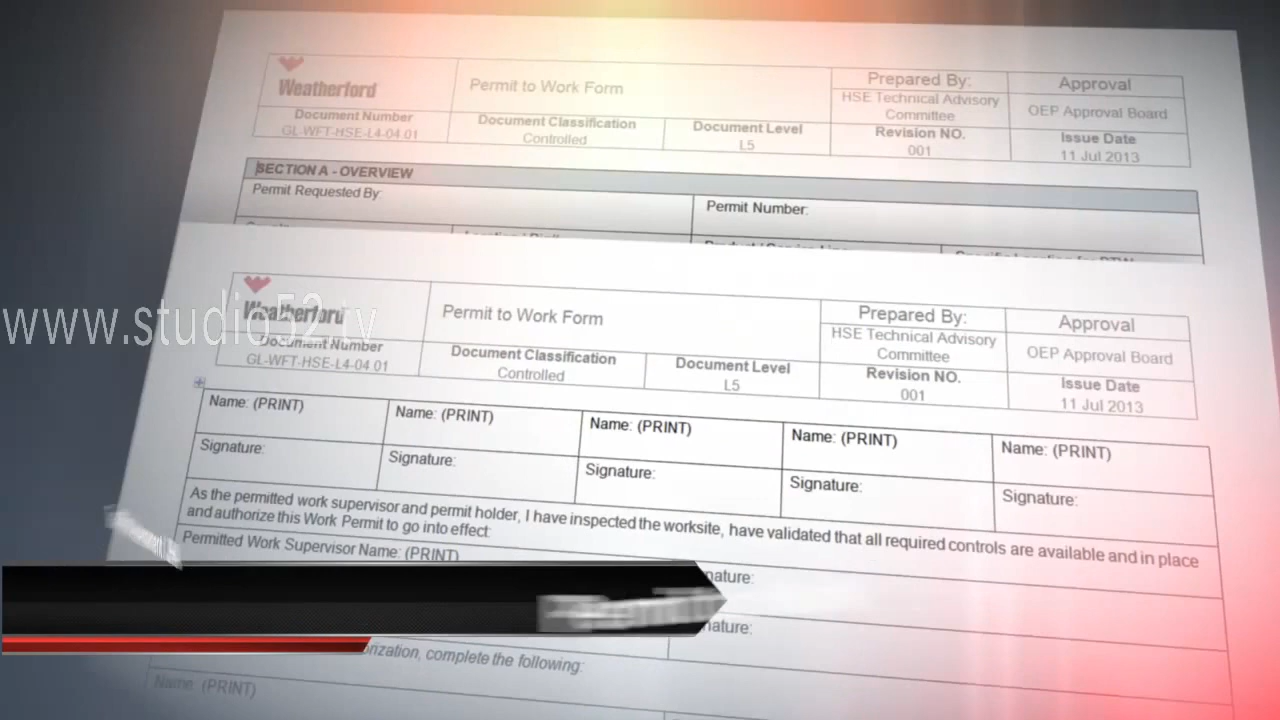 Weatherford
Permit to Work Form
Prepared By:
Approval
HSE Technical Advisory
Committee
OEP Approval Board
Document Number
GL-WFT-HSE-L4-04.01
Document Classification
Controlled
Document Level
L5
Revision NO.
001
Issue Date
11 Jul 2013
SECTION A - OVERVIEW
Permit Requested By:
Permit Number:
www.studio52.tv
Weatherford
Permit to Work Form
Prepared By:
Approval
HSE Technical Advisory
Committee
OEP Approval Board
Document Number
GL-WFT-HSE-L4-04.01
Document Classification
Controlled
Document Level
L5
Revision NO.
001
Issue Date
11 Jul 2013
Name: (PRINT) Name: (PRINT) Name: (PRINT) Name: (PRINT) Name: (PRINT)
Signature: Signature: Signature: Signature: Signature:
As the permitted work supervisor and permit holder, I have inspected the worksite, have validated that all required controls are available and in place
and authorize this Work Permit to go into effect:
Permitted Work Supervisor Name: (PRINT)
nature:
nature:
orization, complete the following:
Name: (PRINT)